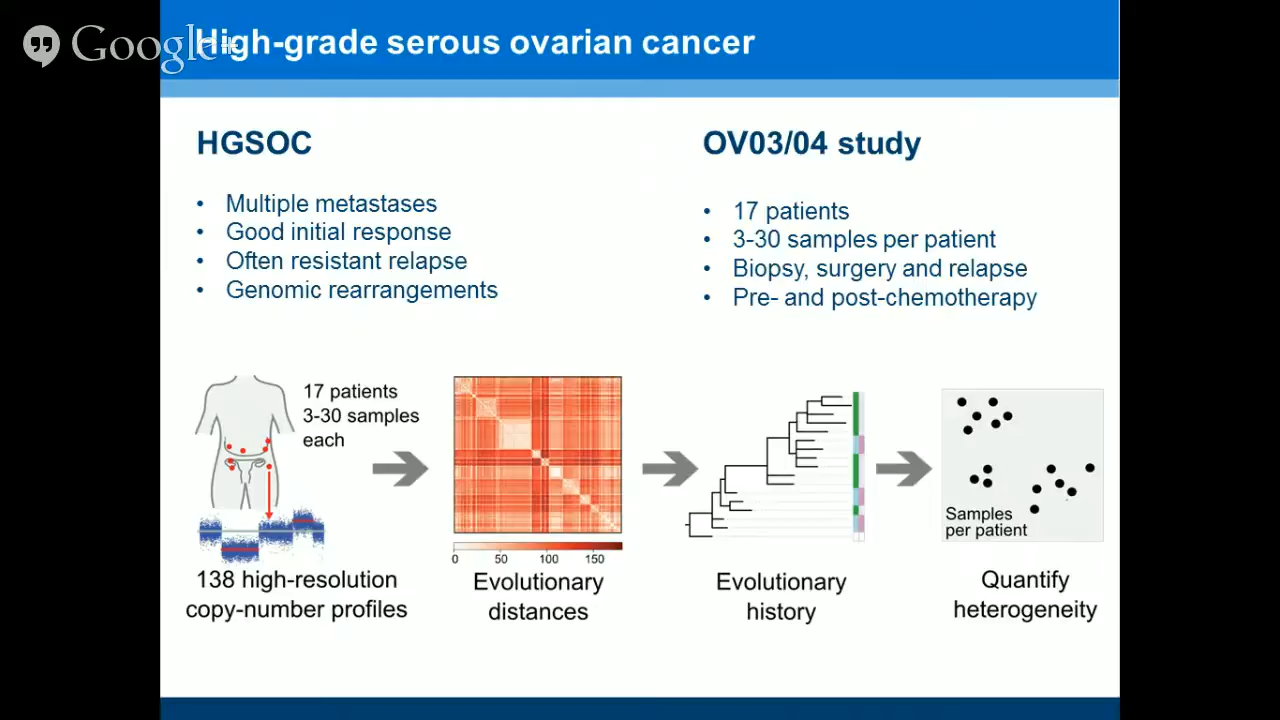 Google+
High-grade serous ovarian cancer
HGSOC
• Multiple metastases
• Good initial response
• Often resistant relapse
• Genomic rearrangements
OV03/04 study
• 17 patients
• 3-30 samples per patient
• Biopsy, surgery and relapse
• Pre- and post-chemotherapy
17 patients
3-30 samples
each
138 high-resolution
copy-number profiles
0 50 100 150
Evolutionary
distances
Evolutionary
history
Samples
per patient
Quantify
heterogeneity